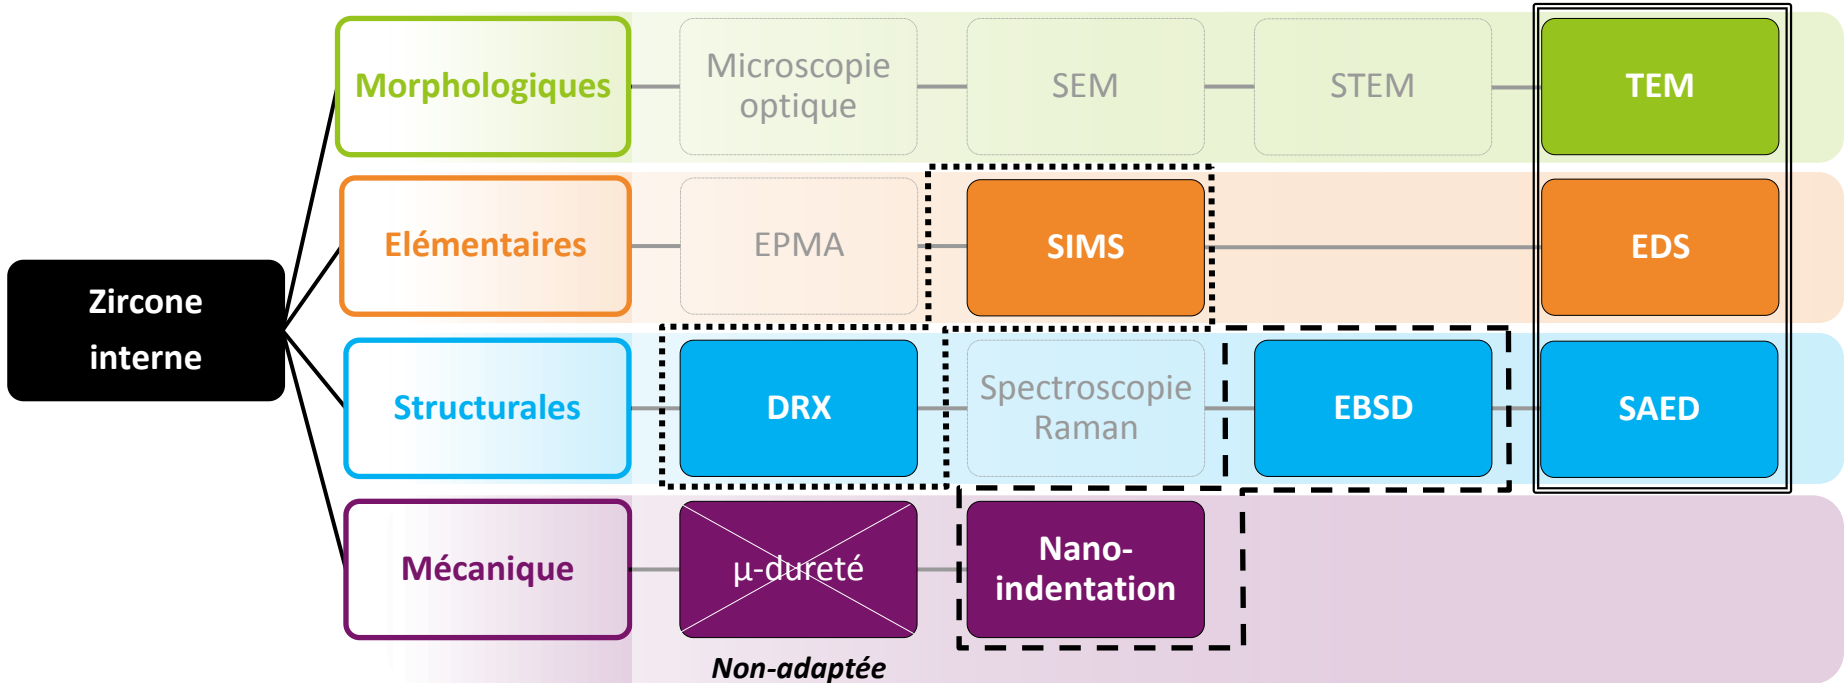 Zircone
interne
Morphologiques
Microscopie
optique
SEM
STEM
TEM
Elémentaires
EPMA
SIMS
EDS
Structurales
DRX
Spectroscopie
Raman
EBSD
SAED
Mécanique
μ-dureté
Nano-
indentation
Non-adaptée